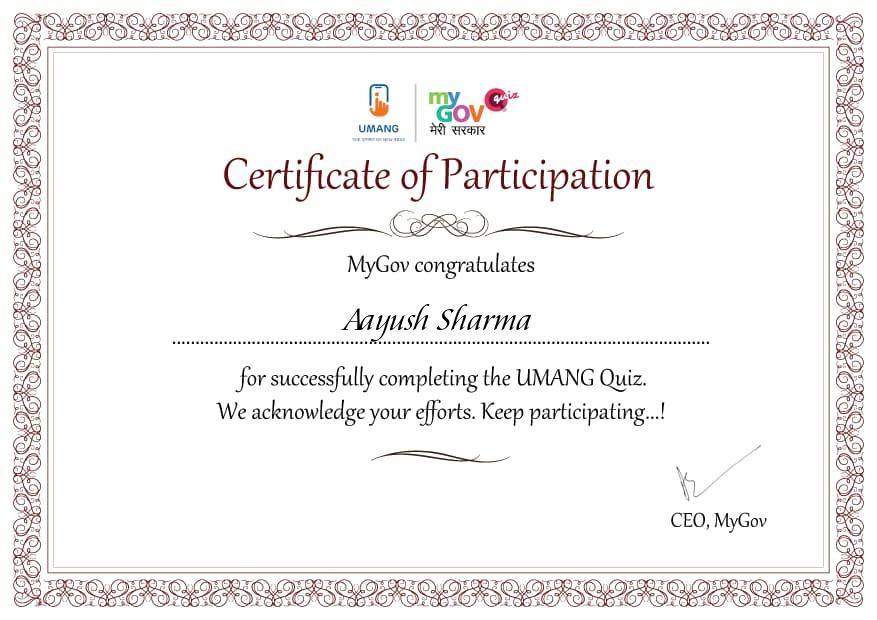 UMANG
THE SPIRIT OF NEW INDIA
my
GOV
quiz
मेरी सरकार
Certificate of Participation
MyGov congratulates
Aayush Sharma
for successfully completing the UMANG Quiz.
We acknowledge your efforts. Keep participating...!
CEO, MyGov